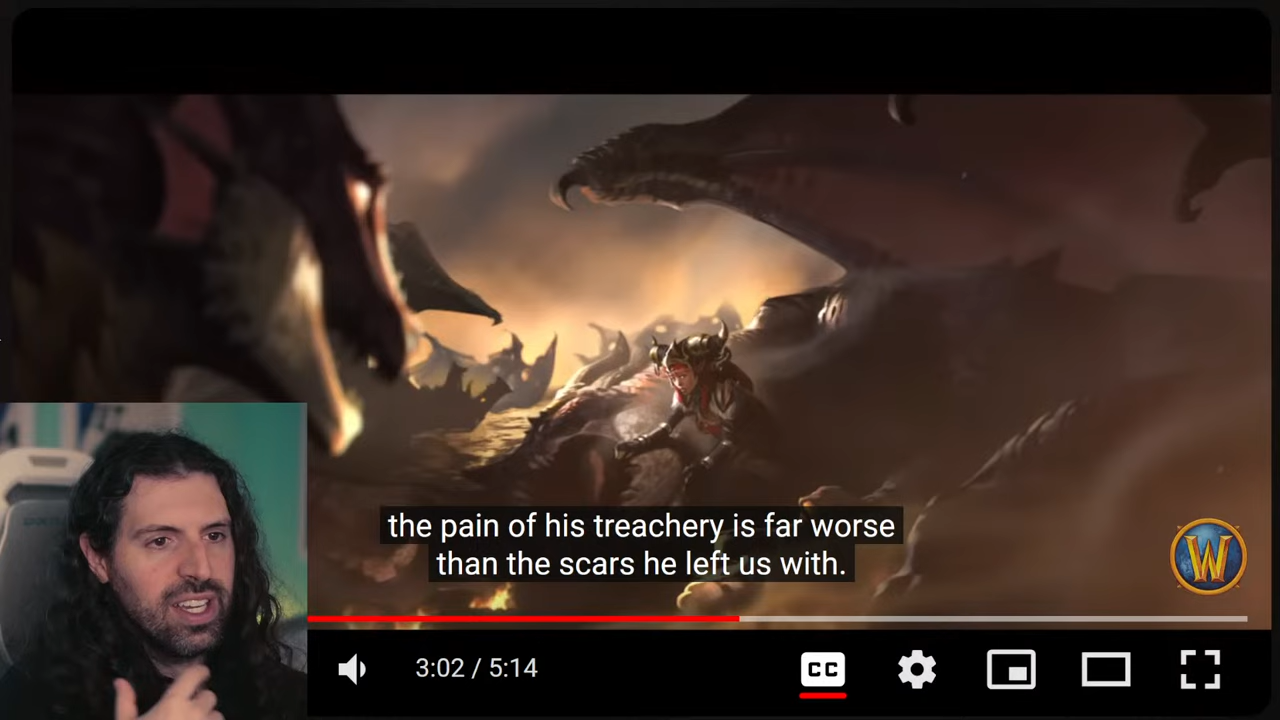 the pain of his treachery is far worse
than the scars he left us with.
W
3:02 / 5:14
CC